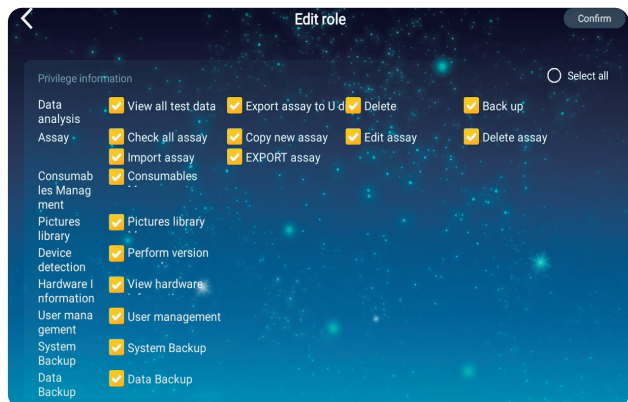 Edit role
Confirm
Privilege information
Select all
Data analysis
View all test data
Export assay to U d
Delete
Back up
Assay
Check all assay
Copy new assay
Edit assay
Delete assay
Import assay
EXPORT assay
Consumab
les Manag
ment
Consumables
Pictures
library
Pictures library
Device
detection
Perform version
Hardware I
nformation
View hardware
User mana
gement
User management
System
Backup
System Backup
Data
Backup
Data Backup